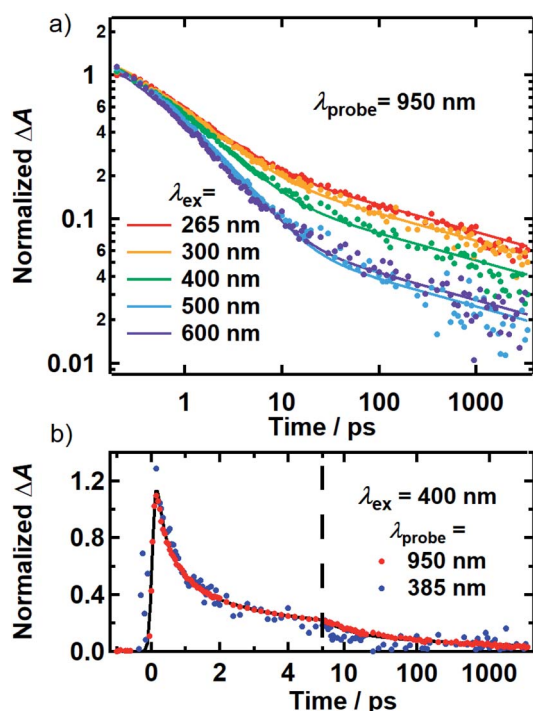 a)
2
1
6
4
2
0.1
6
4
2
0.01
Normalized ΔA
λprobe= 950 nm
λex=
265 nm
300 nm
400 nm
500 nm
600 nm
1 10 100 1000
Time / ps
b)
1.2
0.8
0.4
0.0
Normalized ΔA
λex = 400 nm
λprobe =
950 nm
385 nm
0 2 4 10 100 1000
Time / ps